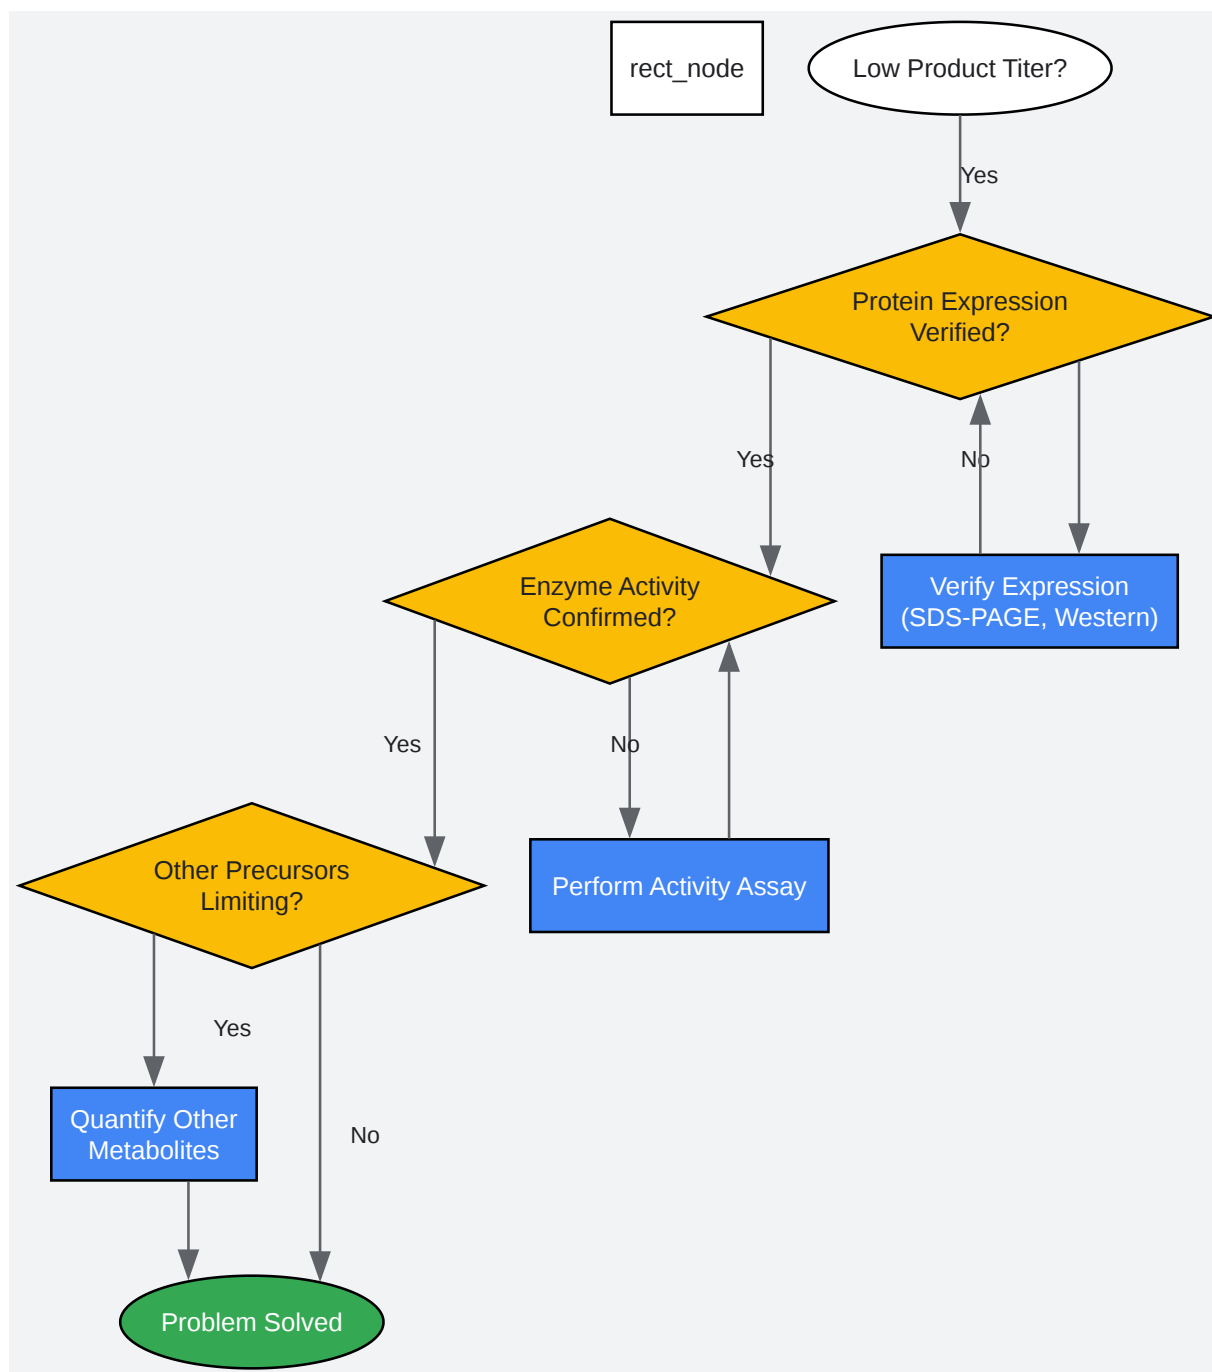 rect_node
Low Product Titer?
Yes
Protein Expression
Verified?
Yes
No
Enzyme Activity
Confirmed?
Verify Expression
(SDS-PAGE, Western)
Yes
No
Other Precursors
Limiting?
Perform Activity Assay
Yes
Quantify Other
Metabolites
No
Problem Solved